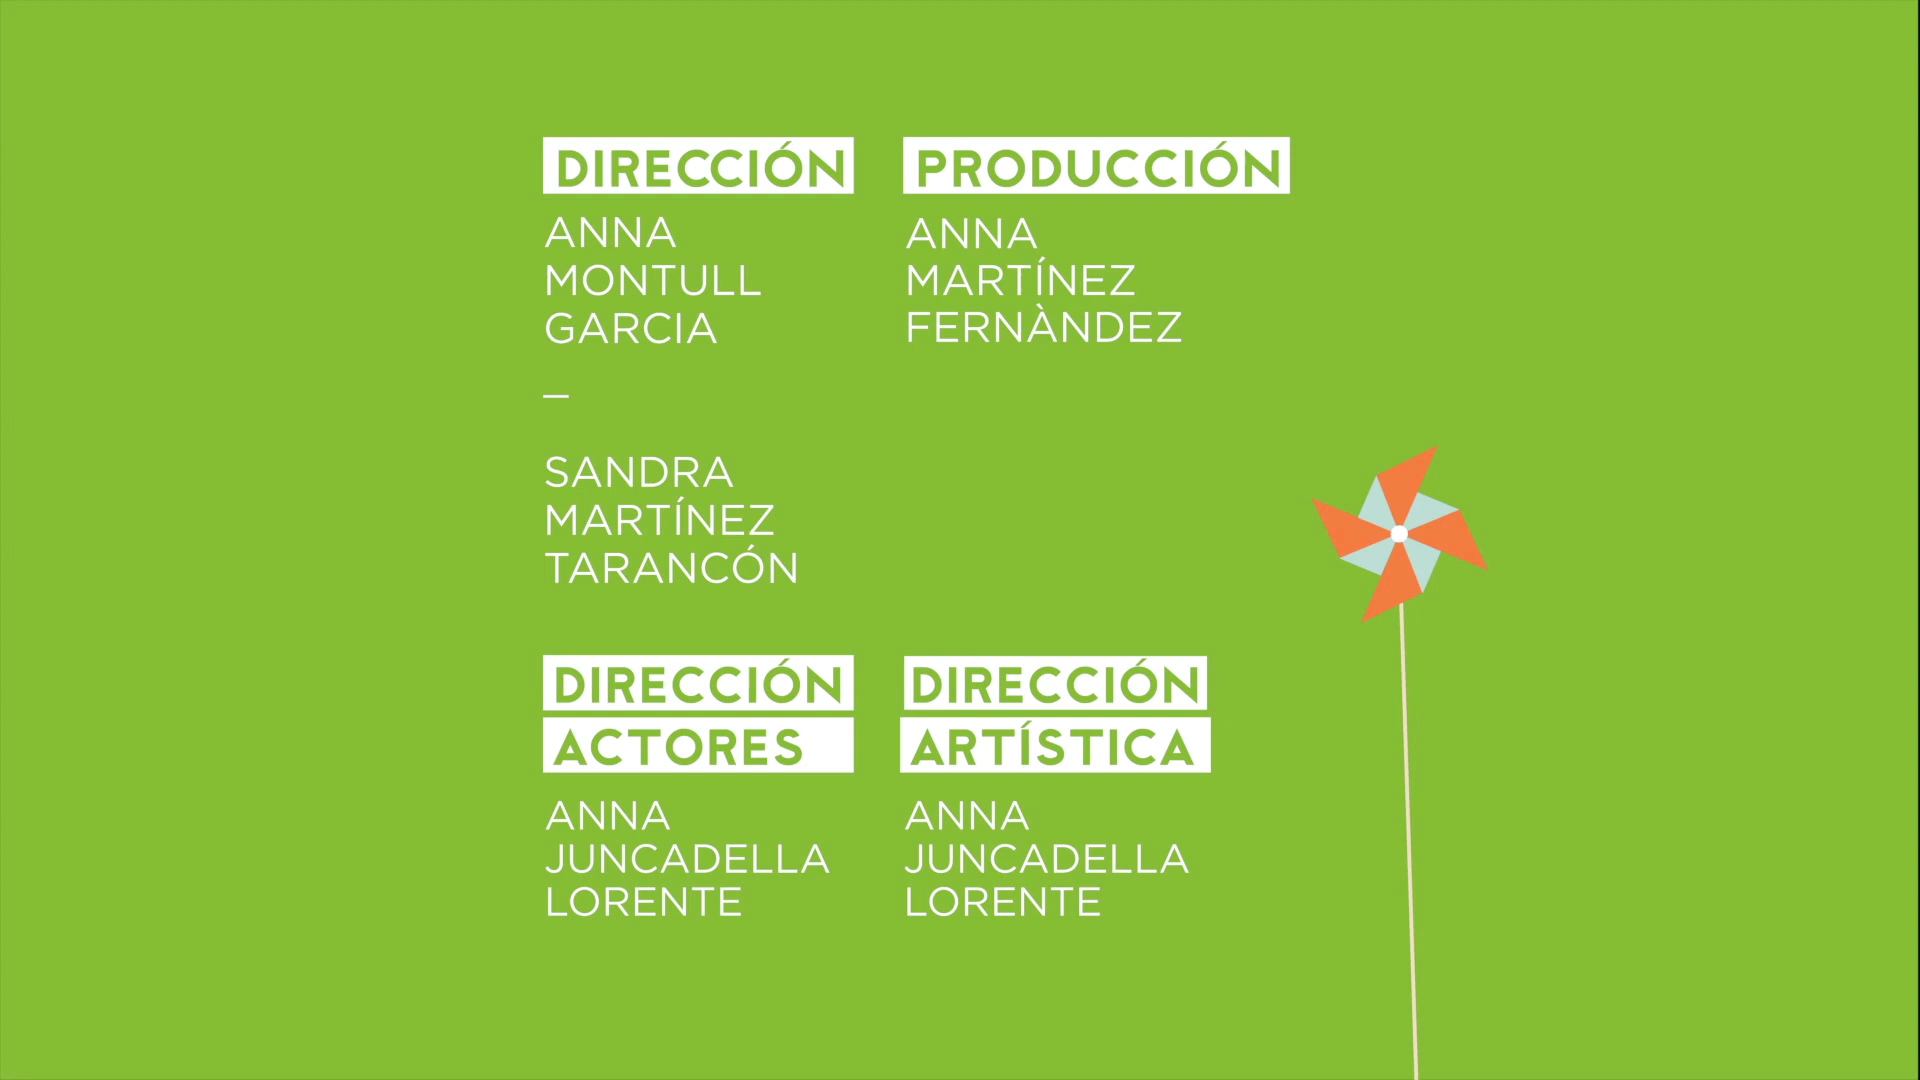 DIRECCIÓN
ANNA
MONTULL
GARCIA
–
SANDRA
MARTÍNEZ
TARANCÓN
PRODUCCIÓN
ANNA
MARTÍNEZ
FERNÀNDEZ
DIRECCIÓN
ACTORES
ANNA
JUNCADELLA
LORENTE
DIRECCIÓN
ARTÍSTICA
ANNA
JUNCADELLA
LORENTE